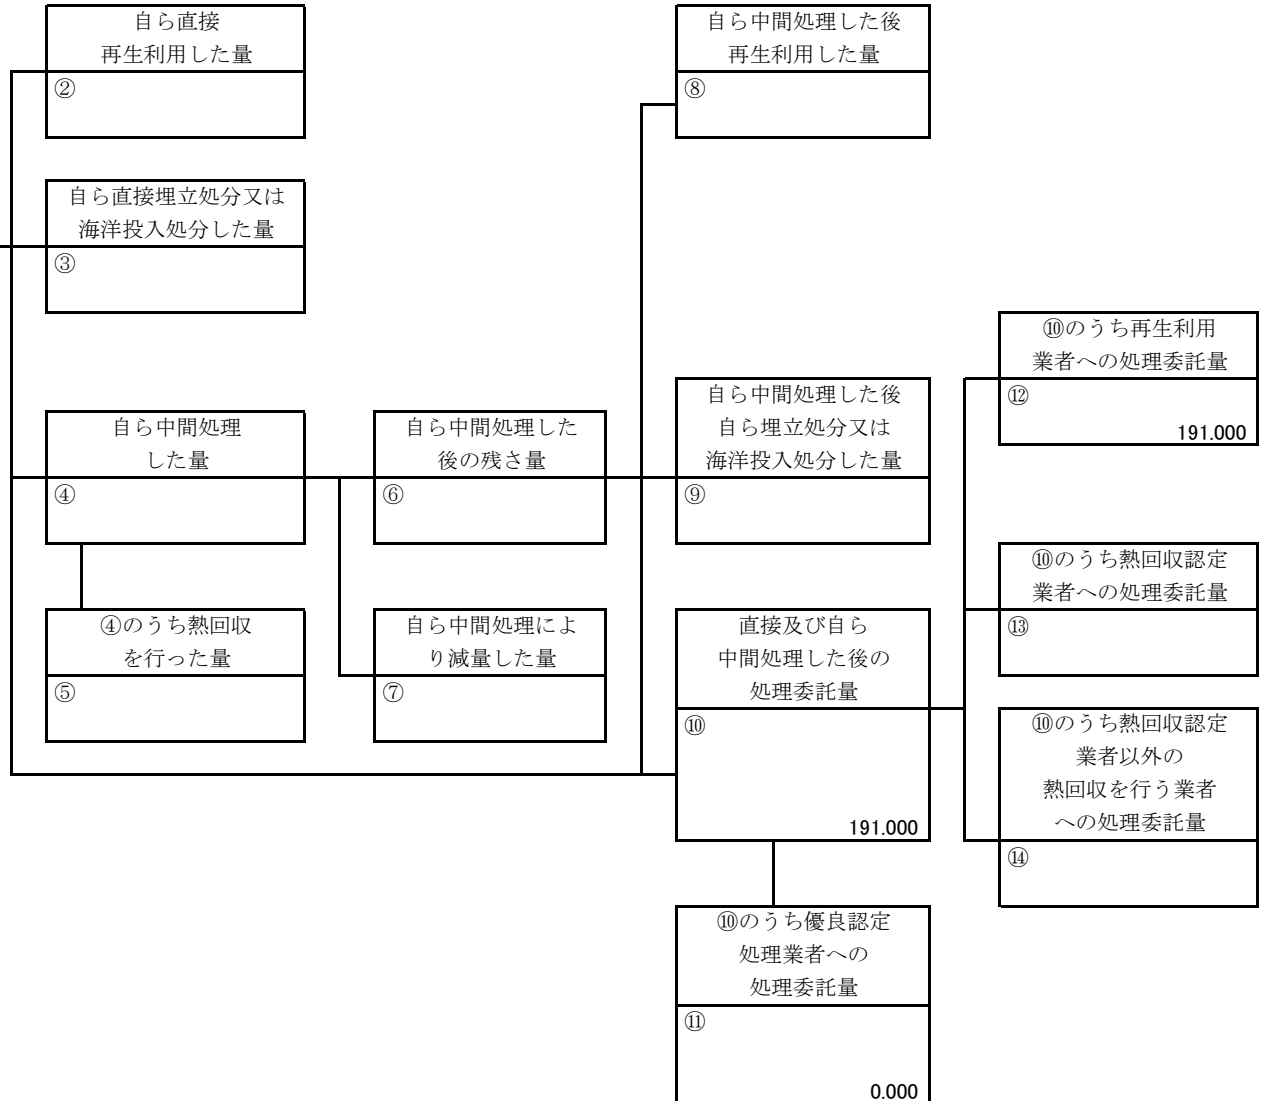 自ら直接
再生利用した量
②
自ら中間処理した後
再生利用した量
⑧
自ら直接埋立処分又は
海洋投入処分した量
③
⑩のうち再生利用
業者への処理委託量
⑫
191.000
自ら中間処理
した量
④
自ら中間処理した
後の残さ量
⑥
自ら中間処理した後
自ら埋立処分又は
海洋投入処分した量
⑨
⑩のうち熱回収認定
業者への処理委託量
⑬
④のうち熱回収
を行った量
⑤
自ら中間処理によ
り減量した量
⑦
直接及び自ら
中間処理した後の
処理委託量
⑩
191.000
⑩のうち熱回収認定
業者以外の
熱回収を行う業者
への処理委託量
⑭
⑩のうち優良認定
処理業者への
処理委託量
⑪
0.000